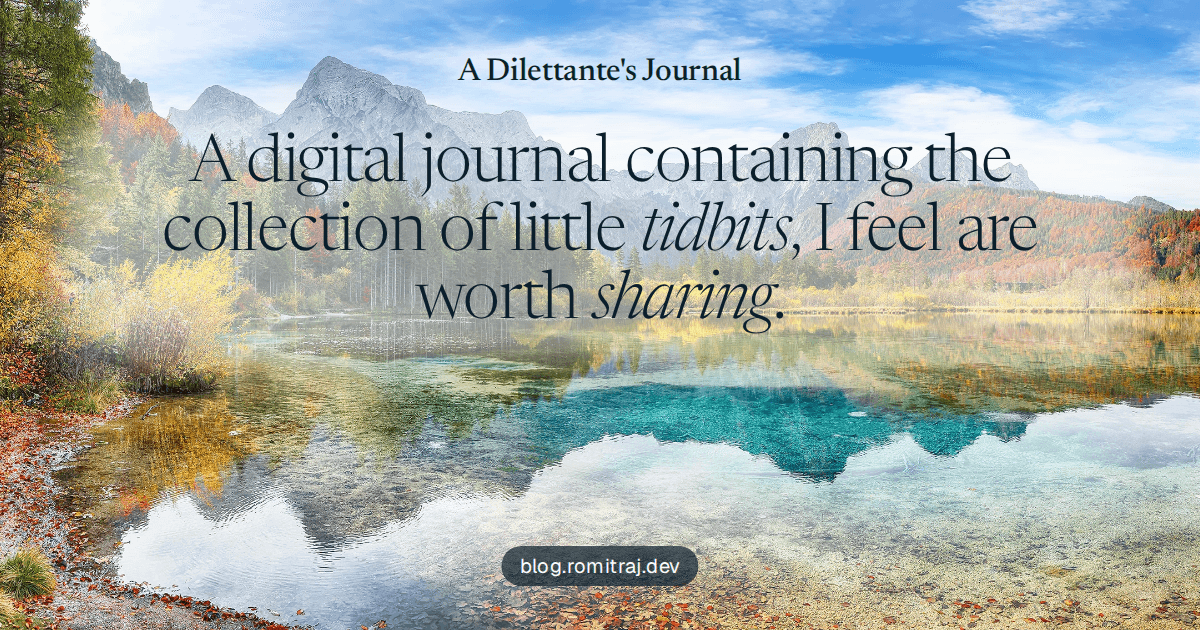 A Dilettante's Journal
A digital journal containing the
collection of little tidbits, I feel are
worth sharing.
blog.romitraj.dev